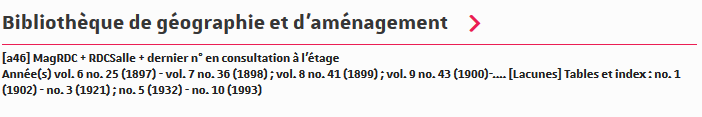 Bibliothèque de géographie et d’aménagement
[a46] MagRDC + RDCSalle + dernier n° en consultation à l’étage
Année(s) vol. 6 no. 25 (1897) - vol. 7 no. 36 (1898) ; vol. 8 no. 41 (1899) ; vol. 9 no. 43 (1900)-.... [Lacunes] Tables et index : no. 1
(1902) - no. 3 (1921) ; no. 5 (1932) - no. 10 (1993)